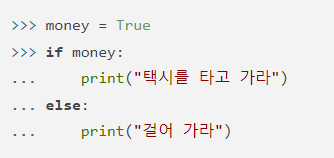 >>> money = True
>>> if money:
...     print("택시를 타고 가라")
... else:
...     print("걸어 가라")